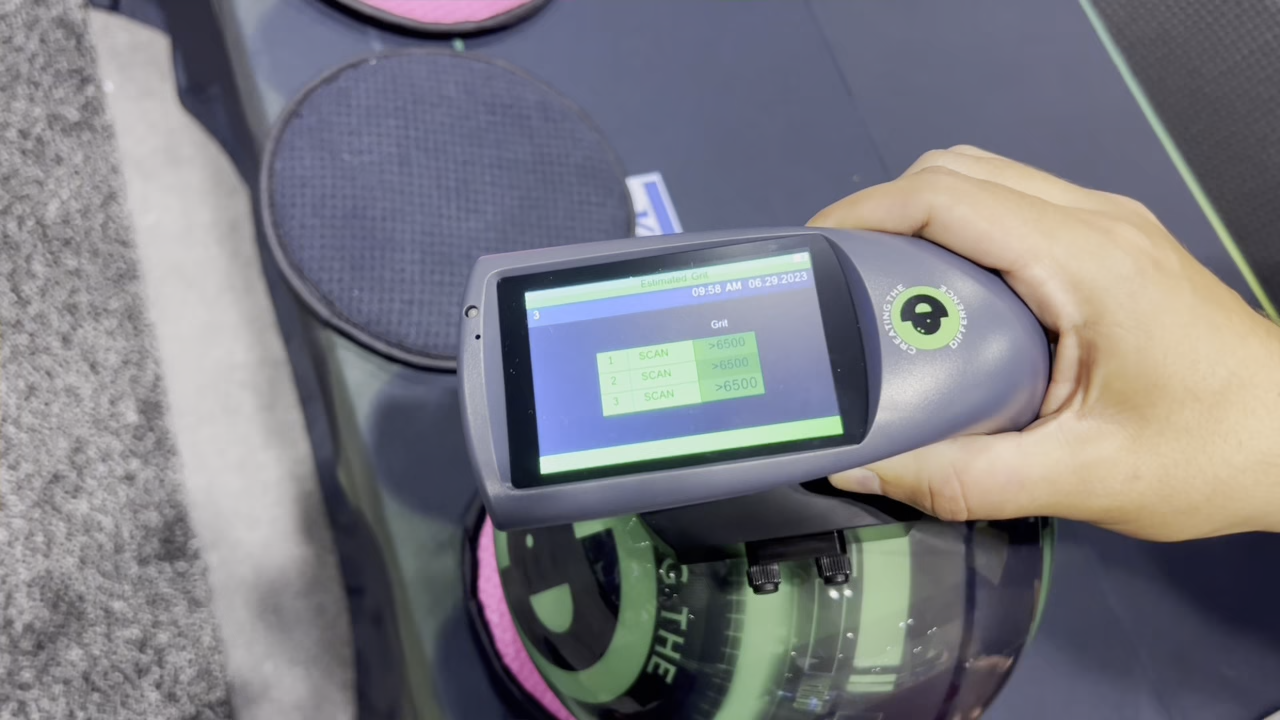 Estimated Grit
09:58 AM 06.29.2023
3
Grit
1 SCAN >6500
2 SCAN >6500
3 SCAN >6500
CREATING THE
DIFFERENCE
G THE